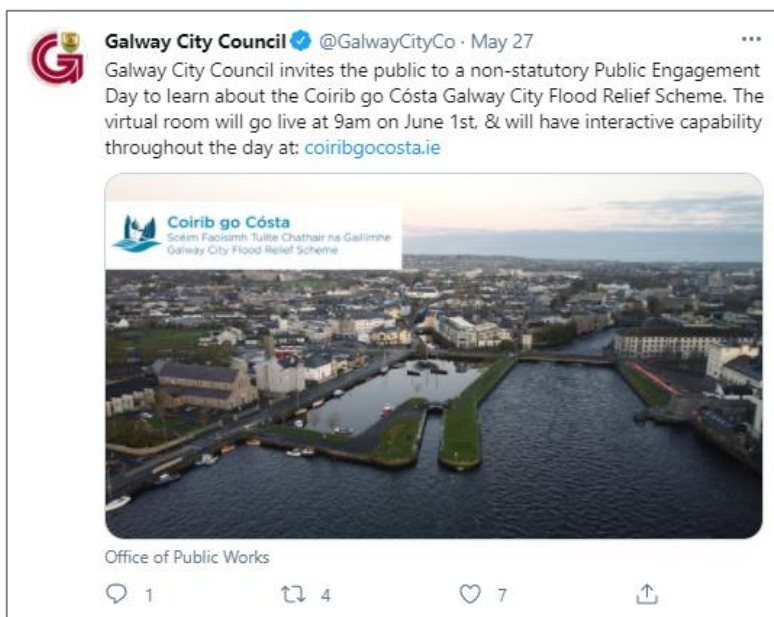 Galway City Council @GalwayCityCo · May 27
Galway City Council invites the public to a non-statutory Public Engagement
Day to learn about the Coirib go Cósta Galway City Flood Relief Scheme. The
virtual room will go live at 9am on June 1st, & will have interactive capability
throughout the day at: coiribgocosta.ie
Coirib go Cósta
Scéim Faoisimh Tuilte Chathair na Gaillimhe
Galway City Flood Relief Scheme
Office of Public Works
1 4 7